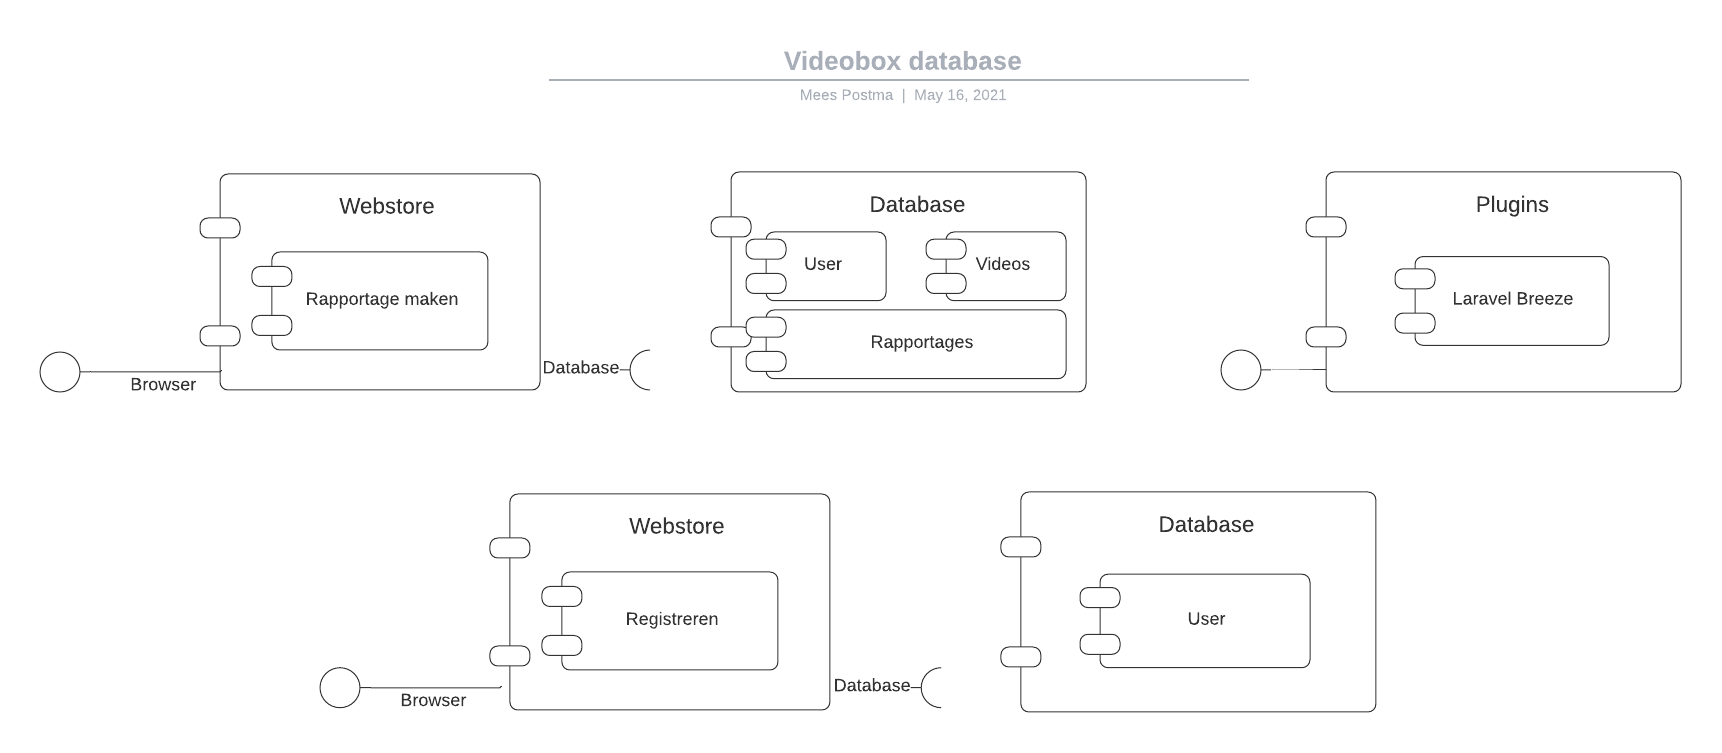 Videobox database
Mees Postma | May 16, 2021
Webstore
Rapportage maken
Browser
Database
Database
User
Videos
Rapportages
Plugins
Laravel Breeze
Webstore
Registreren
Browser
Database
Database
User